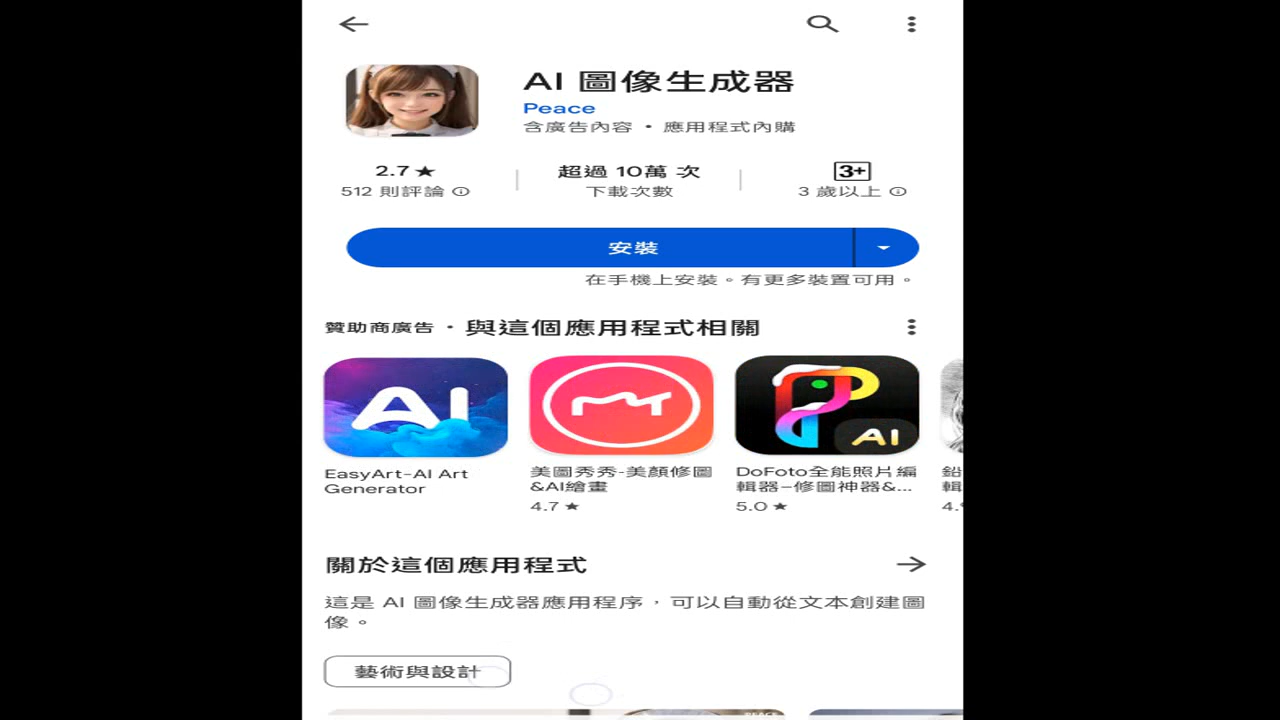 AI 圖像生成器
Peace
含廣告內容 • 應用程式內購
2.7★
512 則評論
超過 10萬 次
下載次數
3+
3 歲以上
安裝
在手機上安裝。有更多裝置可用。
贊助商廣告 • 與這個應用程式相關
AI
AI
EasyArt-AI Art
Generator
美圖秀秀-美顏修圖
&AI繪畫
4.7 ★
DoFoto全能照片編
輯器-修圖神器&...
5.0 ★
鉛
輯
4.
關於這個應用程式
這是 AI 圖像生成器應用程序，可以自動從文本創建圖
像。
藝術與設計